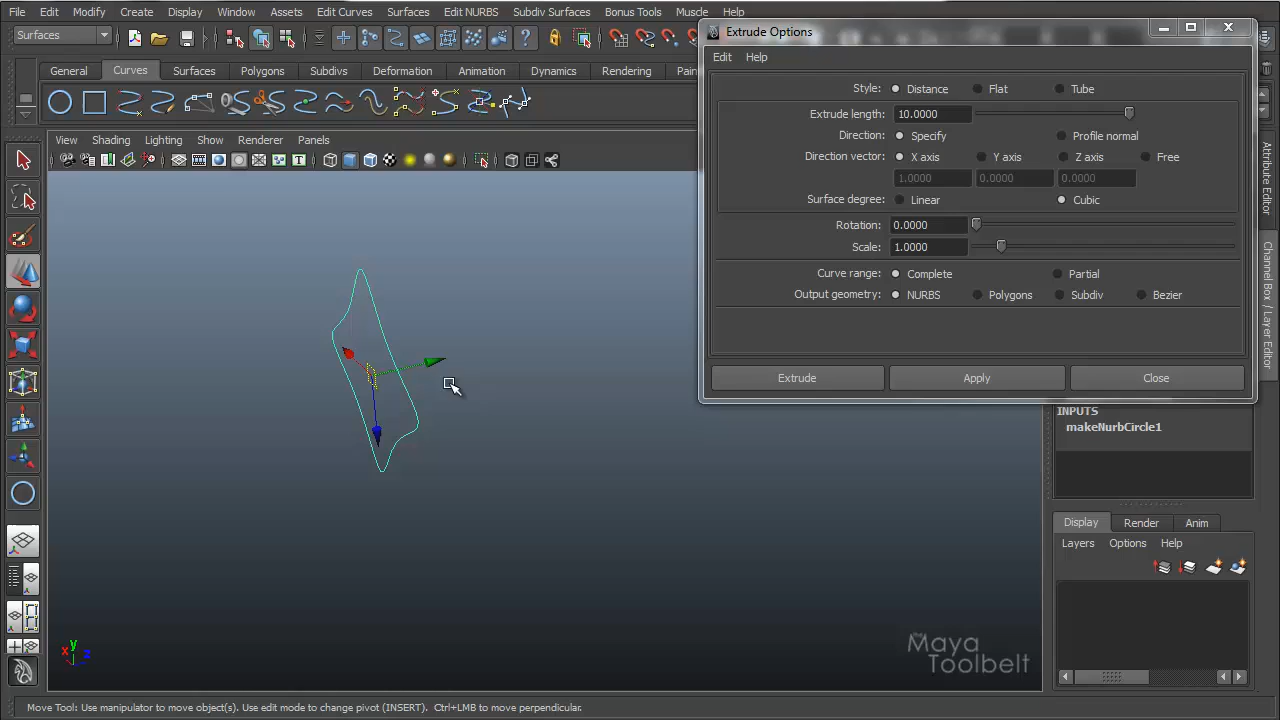 File Edit Modify Create Display Window Assets Edit Curves Surfaces Edit NURBS Subdiv Surfaces Bonus Tools Muscle Help
Surfaces
General Curves Surfaces Polygons Subdivs Deformation Animation Dynamics Rendering Pain
View Shading Lighting Show Renderer Panels
Extrude Options
Edit Help
Style: Distance Flat Tube
Extrude length: 10.0000
Direction: Specify Profile normal
Direction vector: X axis Y axis Z axis Free
1.0000 0.0000 0.0000
Surface degree: Linear Cubic
Rotation: 0.0000
Scale: 1.0000
Curve range: Complete Partial
Output geometry: NURBS Polygons Subdiv Bezier
Extrude Apply Close
Attribute Editor
Channel Box / Layer Editor
INPUTS
makeNurbCircle1
Display Render Anim
Layers Options Help
x y z
the Maya Toolbelt
Move Tool: Use manipulator to move object(s). Use edit mode to change pivot (INSERT). Ctrl+LMB to move perpendicular.